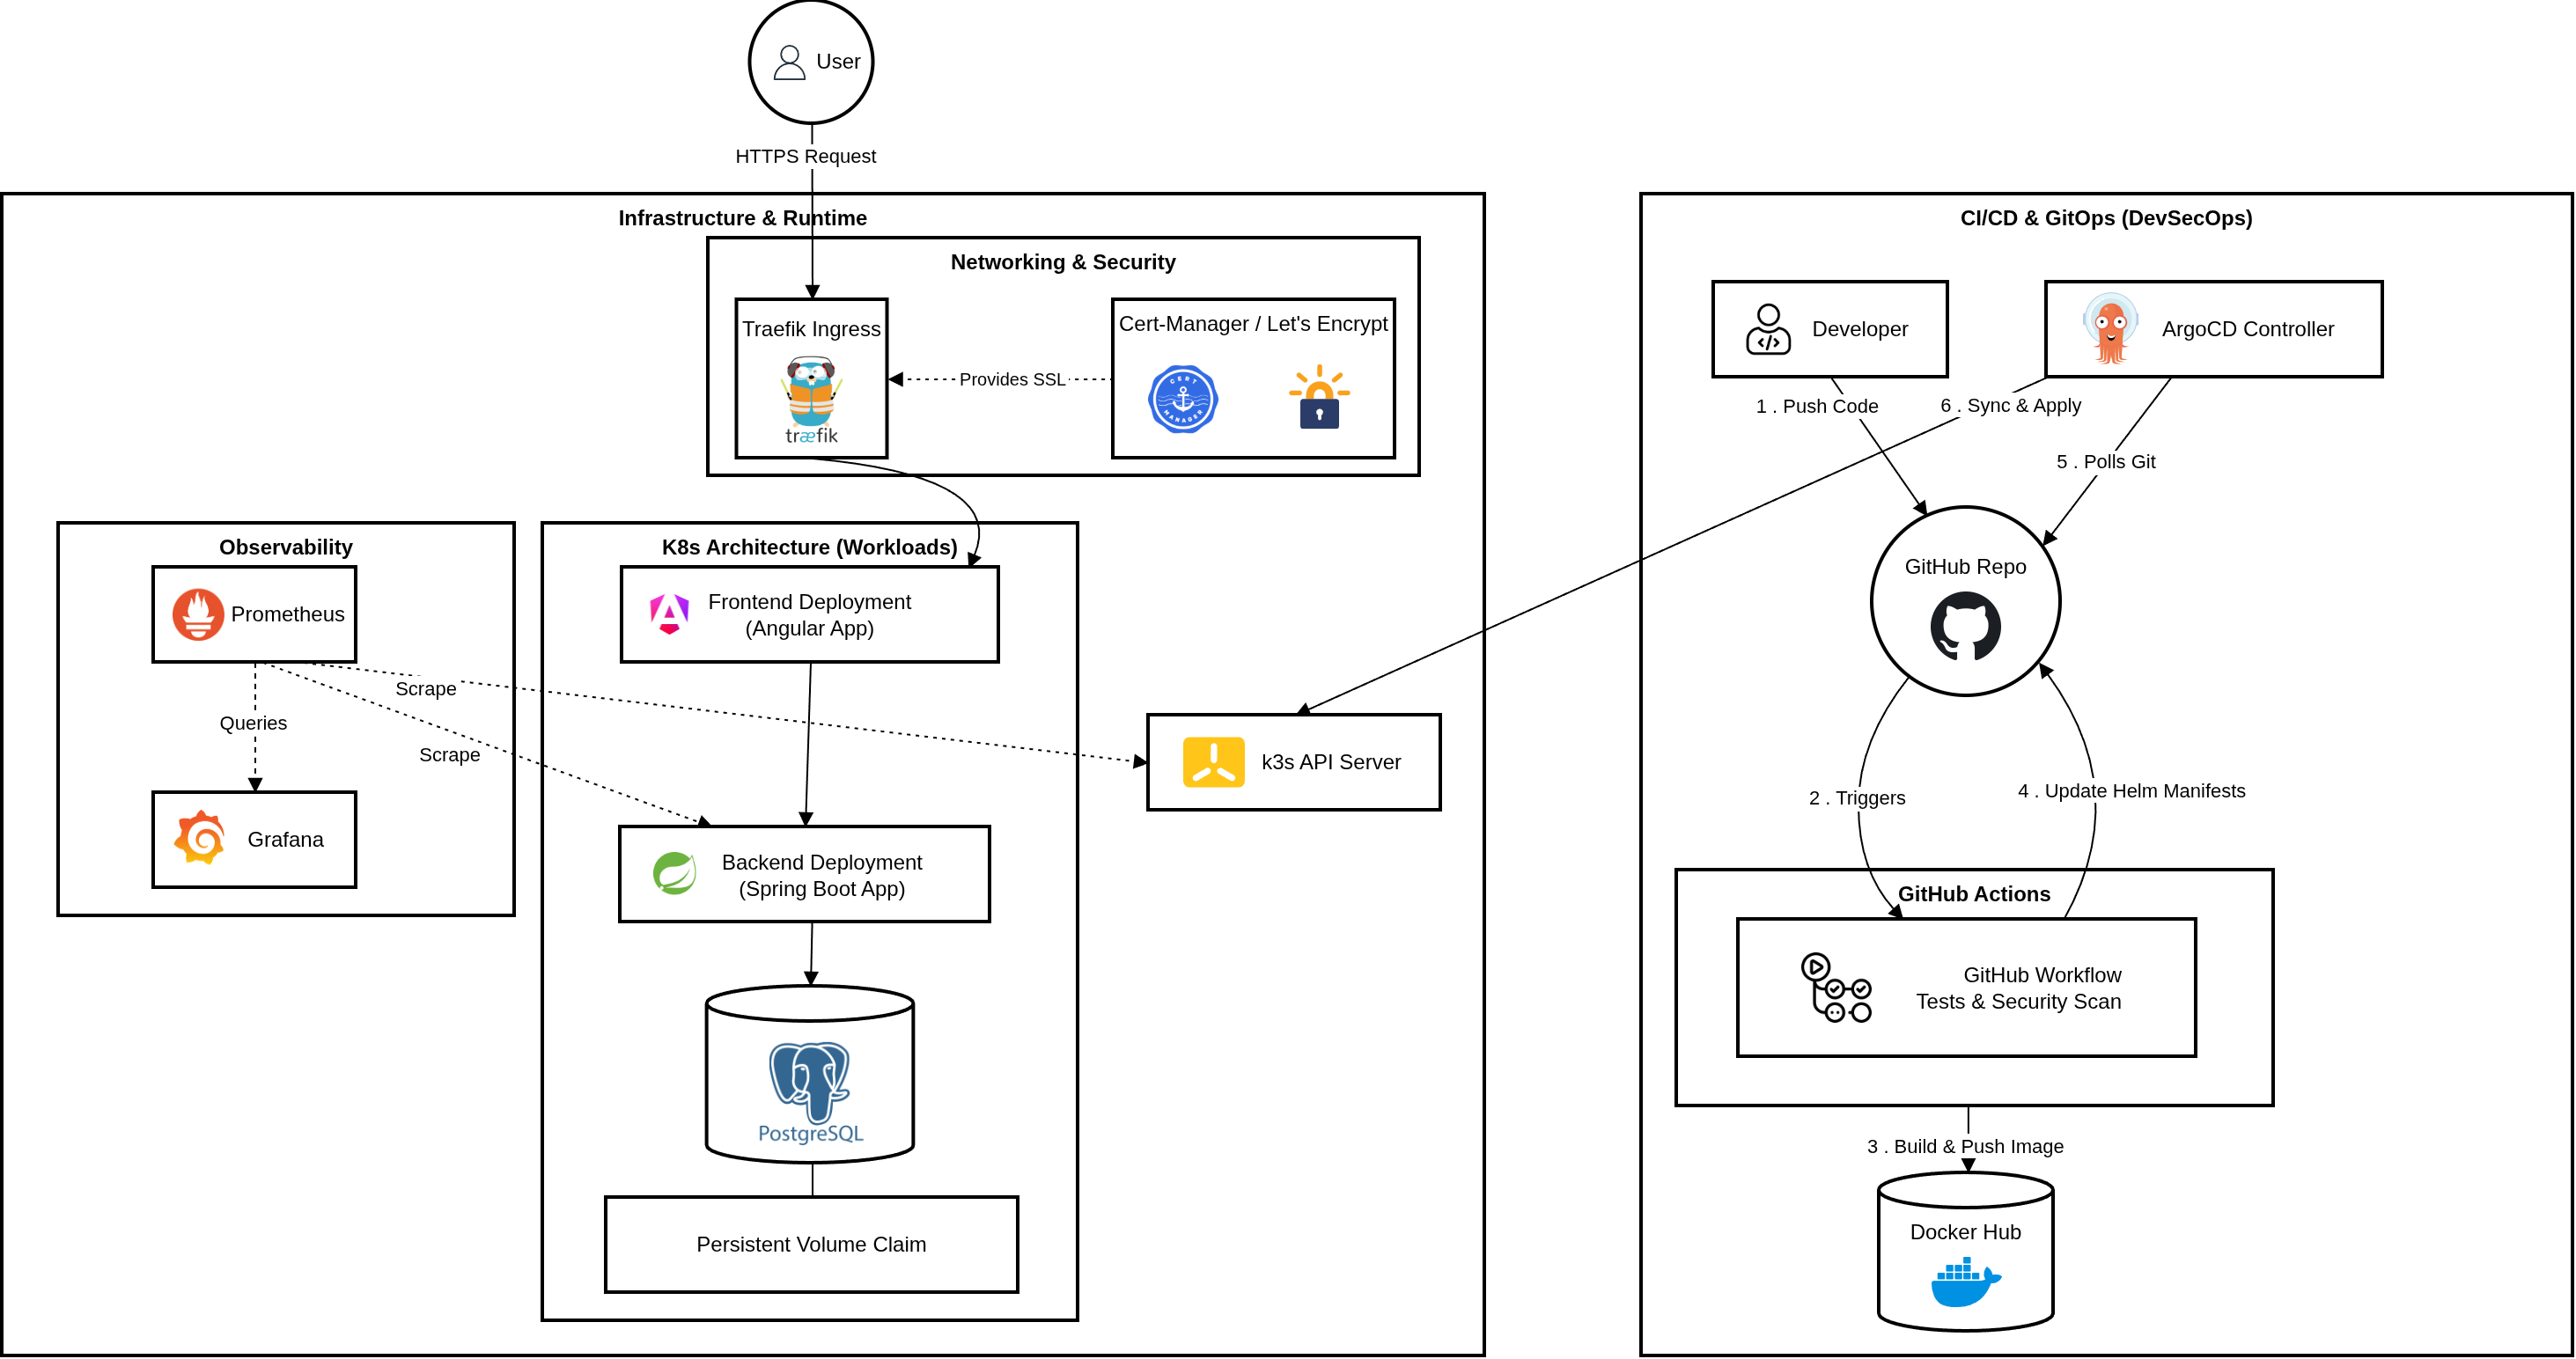 User
HTTPS Request
Infrastructure & Runtime
Networking & Security
Traefik Ingress
træfik
Provides SSL
Cert-Manager / Let's Encrypt
CERT
MANAGER
Observability
Prometheus
Queries
Scrape
Scrape
Grafana
K8s Architecture (Workloads)
Frontend Deployment
(Angular App)
Backend Deployment
(Spring Boot App)
PostgreSQL
Persistent Volume Claim
k3s API Server
CI/CD & GitOps (DevSecOps)
Developer
ArgoCD Controller
1 . Push Code
6 . Sync & Apply
5 . Polls Git
GitHub Repo
2 . Triggers
4 . Update Helm Manifests
GitHub Actions
GitHub Workflow
Tests & Security Scan
3 . Build & Push Image
Docker Hub